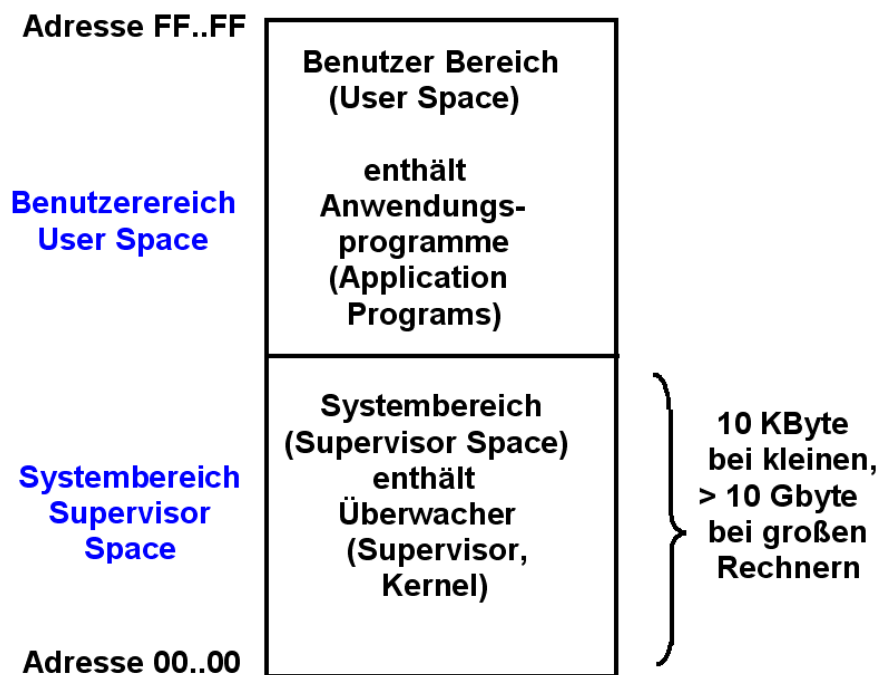 Adresse FF..FF
Benutzer Bereich
(User Space)
enthält
Anwendungs-
programme
(Application
Programs)
Benutzerereich
User Space
Systembereich
(Supervisor Space)
enthält
Überwacher
(Supervisor,
Kernel)
Systembereich
Supervisor
Space
10 KByte
bei kleinen,
> 10 Gbyte
bei großen
Rechnern
Adresse 00..00